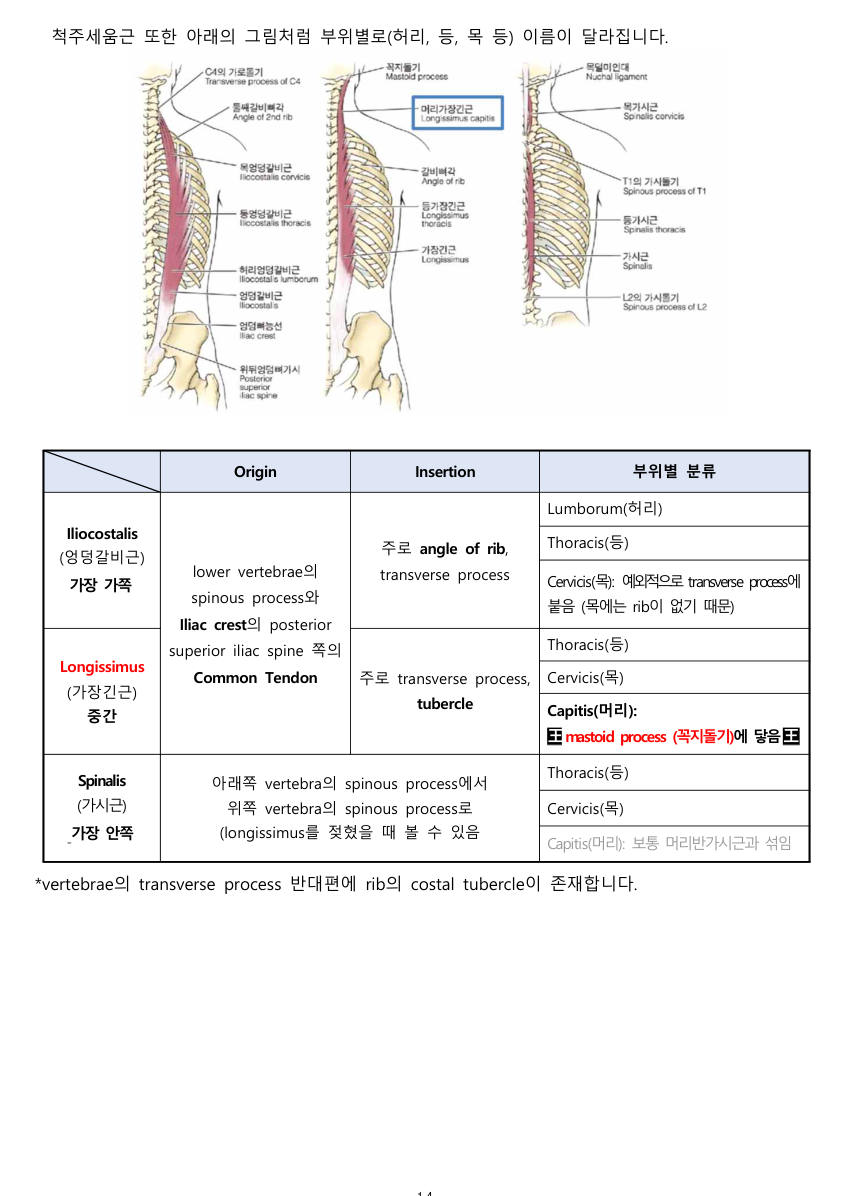 척주세움근 또한 아래의 그림처럼 부위별로(허리, 등, 목 등) 이름이 달라집니다.
C4의 가로돌기
Transverse process of C4
둘째갈비뼈각
Angle of 2nd rib
목엉덩갈비근
Iliocostalis cervicis
등엉덩갈비근
Iliocostalis thoracis
허리엉덩갈비근
Iliocostalis lumborum
엉덩갈비근
Iliocostalis
엉덩뼈능선
Iliac crest
위뒤엉덩뼈가시
Posterior
superior
iliac spine
꼭지돌기
Mastoid process
머리가장긴근
Longissimus capitis
갈비뼈각
Angle of rib
등가장긴근
Longissimus
thoracis
가장긴근
Longissimus
목덜미인대
Nuchal ligament
목가시근
Spinalis cervicis
T1의 가시돌기
Spinous process of T1
등가시근
Spinalis thoracis
가시근
Spinalis
L2의 가시돌기
Spinous process of L2
Origin
Insertion
부위별 분류
Iliocostalis
(엉덩갈비근)
가장 가쪽
lower vertebrae의
spinous process와
Iliac crest의 posterior
superior iliac spine 쪽의
Common Tendon
주로 angle of rib,
transverse process
Lumborum(허리)
Thoracis(등)
Cervicis(목): 예외적으로 transverse process에
붙음 (목에는 rib이 없기 때문)
Longissimus
(가장긴근)
중간
주로 transverse process,
tubercle
Thoracis(등)
Cervicis(목)
Capitis(머리):
王 mastoid process (꼭지돌기)에 닿음 王
Spinalis
(가시근)
가장 안쪽
아래쪽 vertebra의 spinous process에서
위쪽 vertebra의 spinous process로
(longissimus를 젖혔을 때 볼 수 있음
Thoracis(등)
Cervicis(목)
Capitis(머리): 보통 머리반가시근과 섞임
*vertebrae의 transverse process 반대편에 rib의 costal tubercle이 존재합니다.